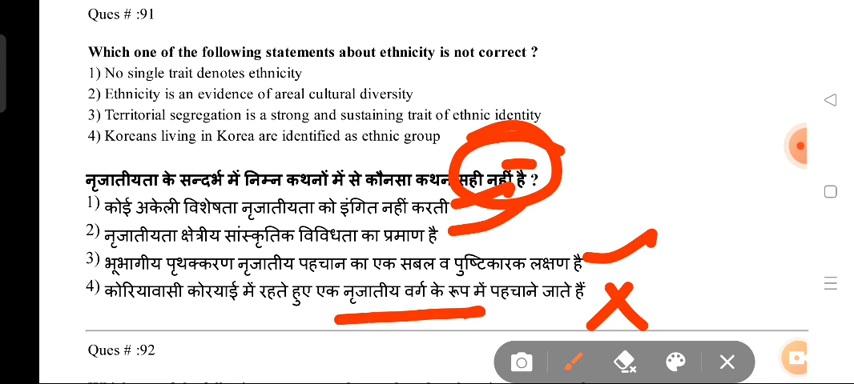 Ques # :91
Which one of the following statements about ethnicity is not correct ?
1) No single trait denotes ethnicity
2) Ethnicity is an evidence of areal cultural diversity
3) Territorial segregation is a strong and sustaining trait of ethnic identity
4) Koreans living in Korea are identified as ethnic group
नृजातीयता के सन्दर्भ में निम्न कथनों में से कौनसा कथन सही नहीं है ?
1) कोई अकेली विशेषता नृजातीयता को इंगित नहीं करती
2) नृजातीयता क्षेत्रीय सांस्कृतिक विविधता का प्रमाण है
3) भूभागीय पृथक्करण नृजातीय पहचान का एक सबल व पुष्टिकारक लक्षण है
4) कोरियावासी कोरयाई में रहते हुए एक नृजातीय वर्ग के रूप में पहचाने जाते हैं
Ques # :92